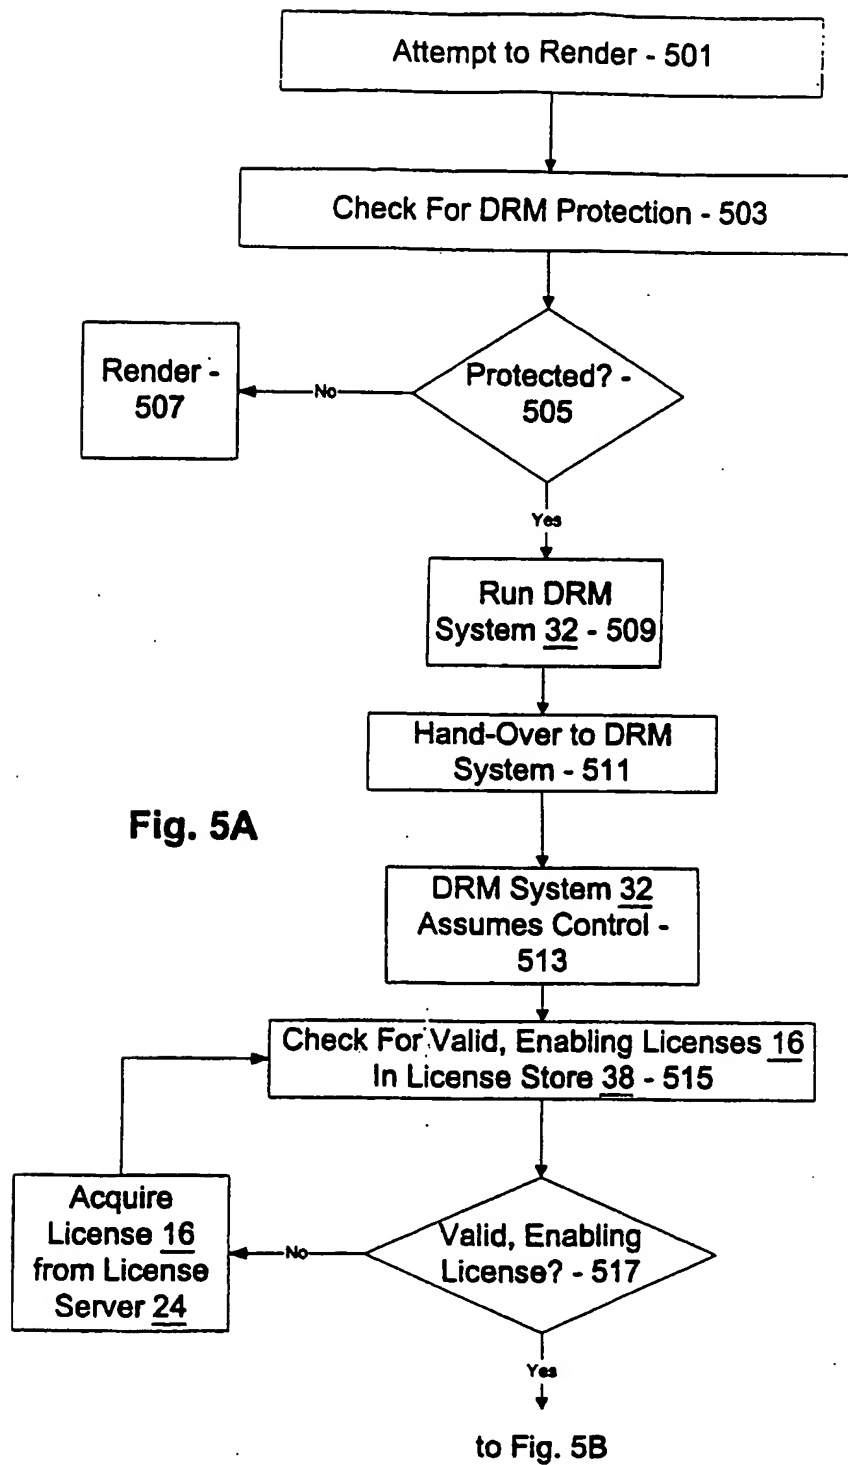 Attempt to Render - 501
Check For DRM Protection - 503
Render -
507
No
Protected? -
505
Yes
Run DRM
System 32 - 509
Hand-Over to DRM
System - 511
Fig. 5A
DRM System 32
Assumes Control -
513
Check For Valid, Enabling Licenses 16
In License Store 38 - 515
Acquire
License 16
from License
Server 24
No
Valid, Enabling
License? - 517
Yes
to Fig. 5B